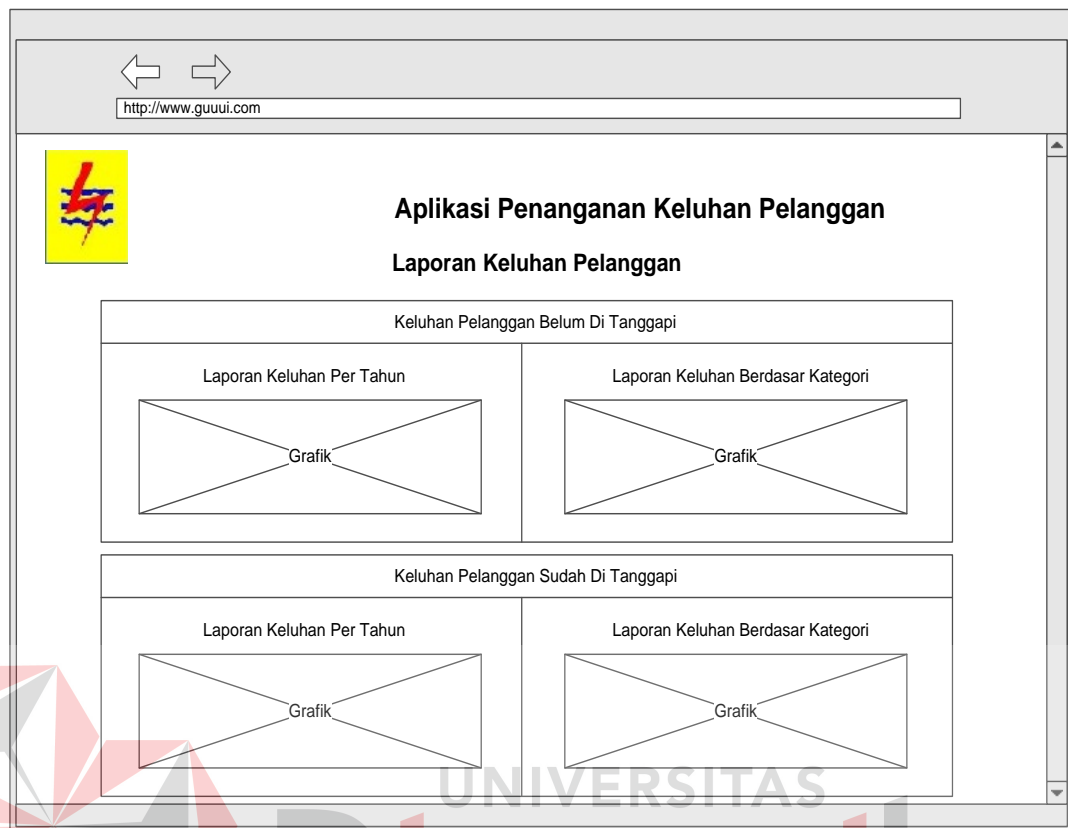 http://www.guuui.com
Aplikasi Penanganan Keluhan Pelanggan
Laporan Keluhan Pelanggan
Keluhan Pelanggan Belum Di Tanggapi
Laporan Keluhan Per Tahun
Laporan Keluhan Berdasar Kategori
Grafik
Grafik
Keluhan Pelanggan Sudah Di Tanggapi
Laporan Keluhan Per Tahun
Laporan Keluhan Berdasar Kategori
Grafik
Grafik
UNIVERSITAS